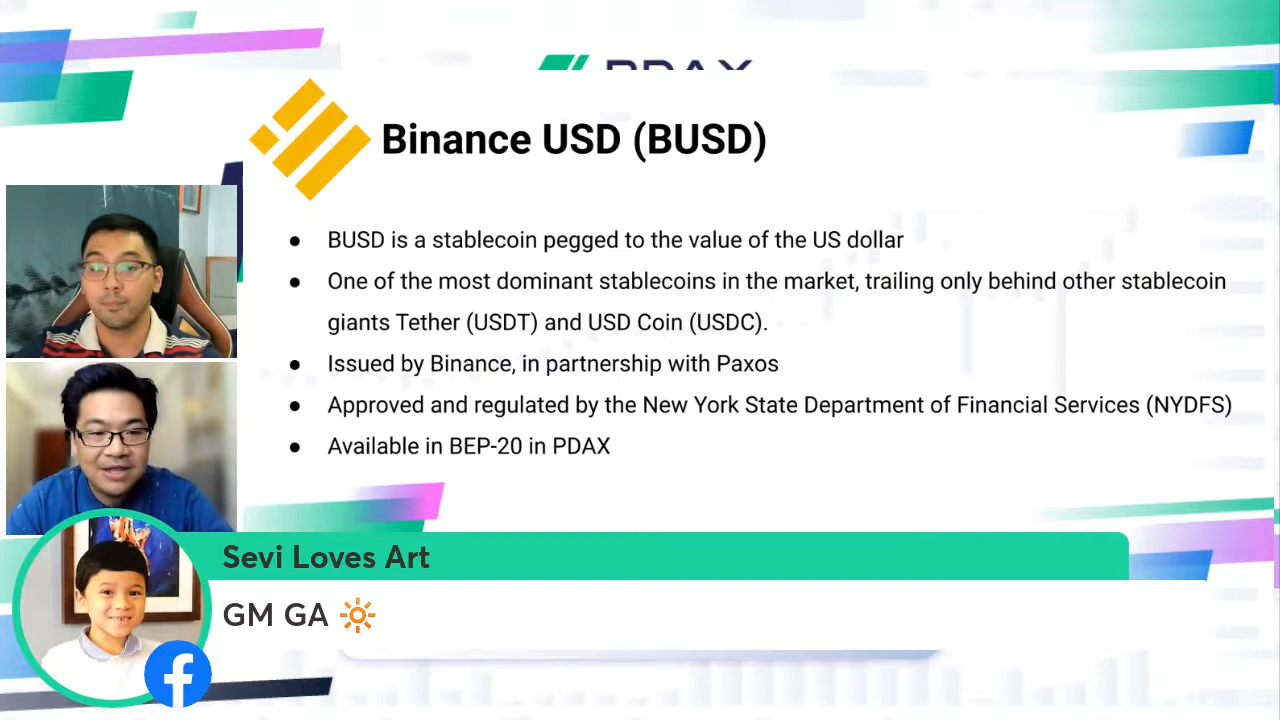 PDAX
Binance USD (BUSD)
● BUSD is a stablecoin pegged to the value of the US dollar
● One of the most dominant stablecoins in the market, trailing only behind other stablecoin
giants Tether (USDT) and USD Coin (USDC).
● Issued by Binance, in partnership with Paxos
● Approved and regulated by the New York State Department of Financial Services (NYDFS)
● Available in BEP-20 in PDAX
Sevi Loves Art
GM GA 🔆